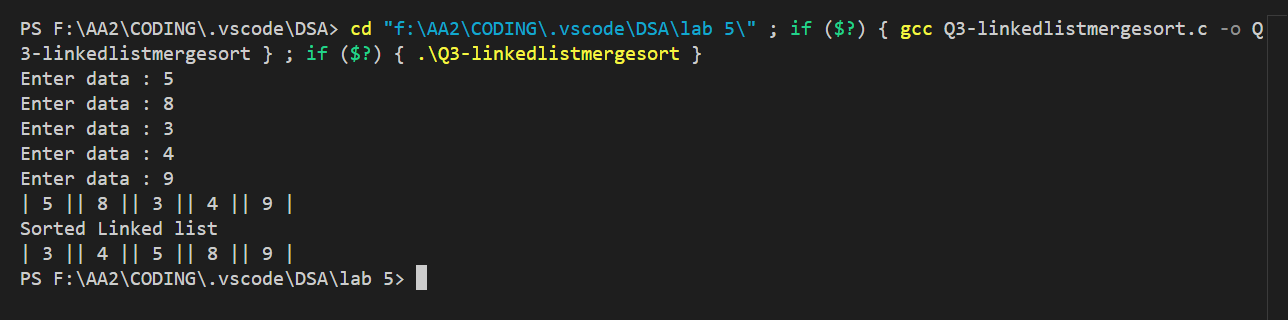 PS F:\AA2\CODING\.vscode\DSA> cd "f:\AA2\CODING\.vscode\DSA\lab 5\" ; if ($?) { gcc Q3-linkedlistmergesort.c -o Q
3-linkedlistmergesort } ; if ($?) { .\Q3-linkedlistmergesort }
Enter data : 5
Enter data : 8
Enter data : 3
Enter data : 4
Enter data : 9
| 5 || 8 || 3 || 4 || 9 |
Sorted Linked list
| 3 || 4 || 5 || 8 || 9 |
PS F:\AA2\CODING\.vscode\DSA\lab 5>